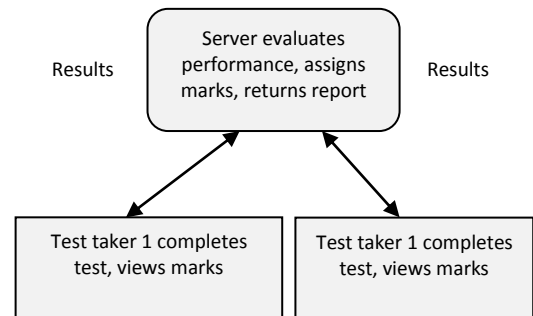 Server evaluates
performance, assigns
marks, returns report
Results
Results
Test taker 1 completes
test, views marks
Test taker 1 completes
test, views marks